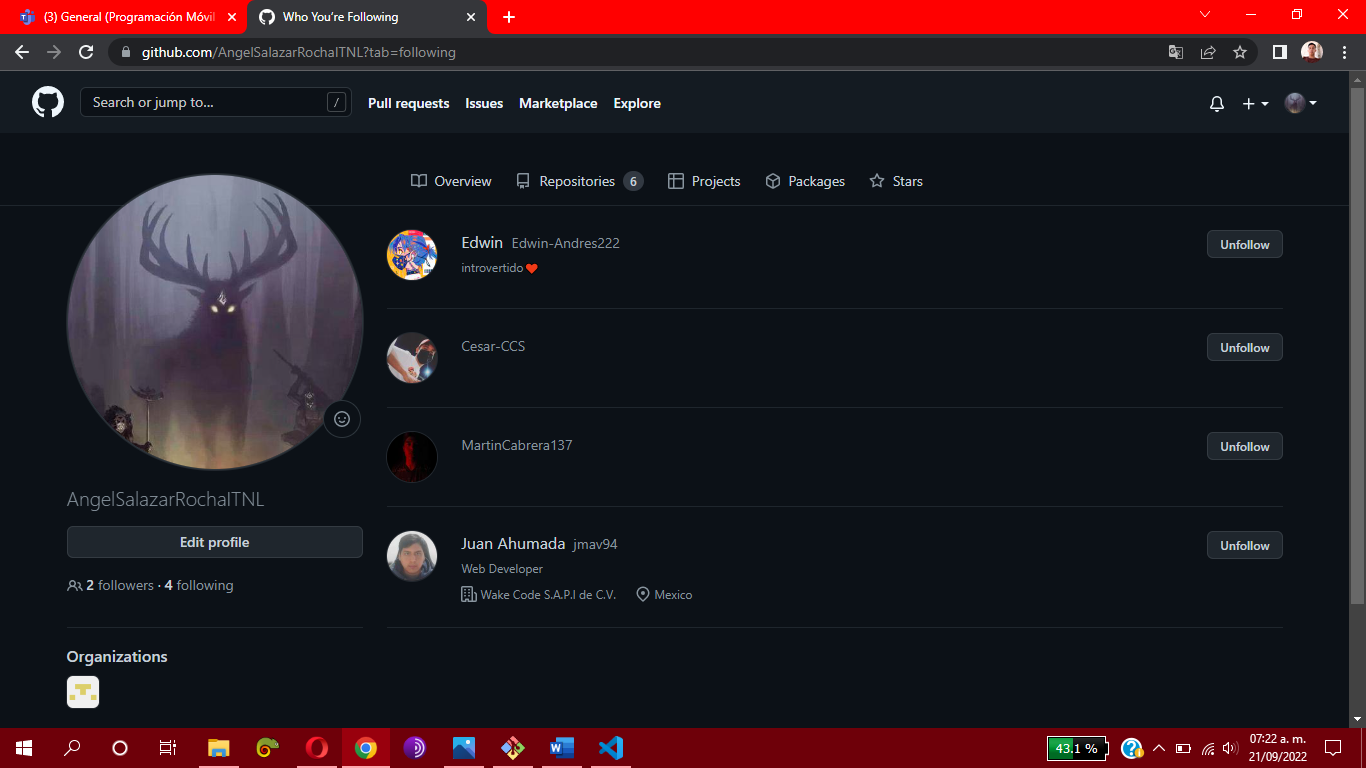 (3) General (Programación Móvil
Who You're Following
github.com/AngelSalazarRochaITNL?tab=following
Search or jump to...
/
Pull requests
Issues
Marketplace
Explore
Overview
Repositories 6
Projects
Packages
Stars
Edwin Edwin-Andres222
Unfollow
introvertido
Cesar-CCS
Unfollow
MartinCabrera137
Unfollow
AngelSalazarRochaITNL
Edit profile
2 followers · 4 following
Juan Ahumada jmav94
Unfollow
Web Developer
Wake Code S.A.P.I de C.V.
Mexico
Organizations
43.1 %
07:22 a. m.
21/09/2022